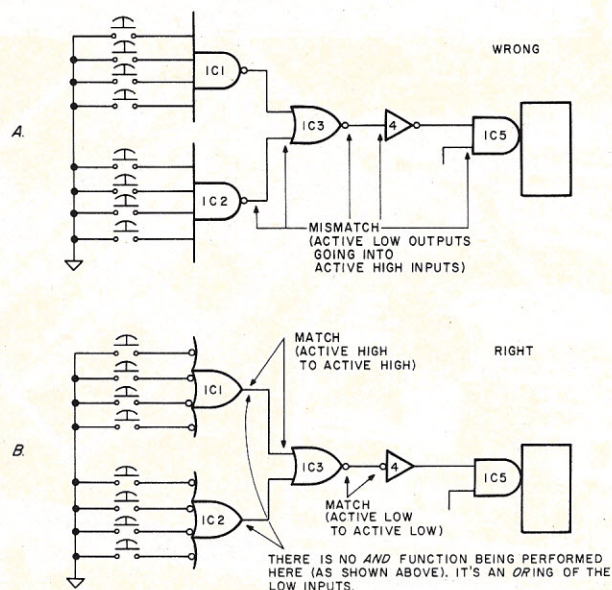 WRONG
A.
IC1
IC3
4
IC5
IC2
MISMATCH
(ACTIVE LOW OUTPUTS
GOING INTO
ACTIVE HIGH INPUTS)
MATCH
(ACTIVE HIGH
TO ACTIVE HIGH)
RIGHT
B.
IC1
IC3
4
IC5
IC2
MATCH
(ACTIVE LOW
TO ACTIVE LOW)
THERE IS NO AND FUNCTION BEING PERFORMED
HERE (AS SHOWN ABOVE). IT'S AN ORING OF THE
LOW INPUTS.